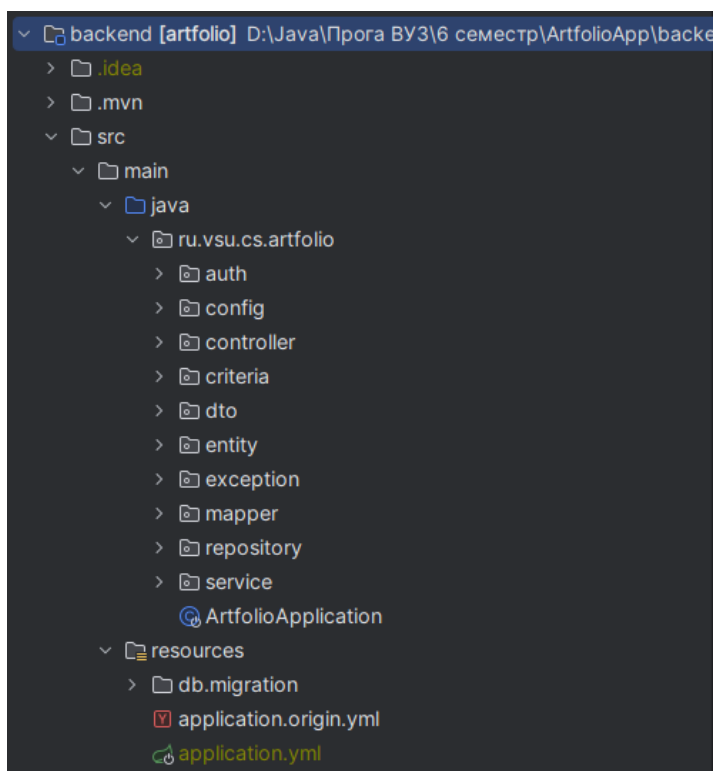 backend [artfolio] D:\Java\Прога ВУЗ\6 семестр\ArtfolioApp\backe
.idea
.mvn
src
main
java
ru.vsu.cs.artfolio
auth
config
controller
criteria
dto
entity
exception
mapper
repository
service
ArtfolioApplication
resources
db.migration
application.origin.yml
application.yml